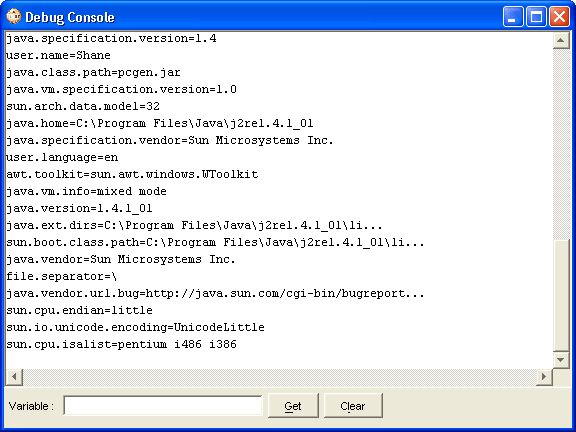 Debug Console
java.specification.version=1.4
user.name=Shane
java.class.path=pcgen.jar
java.vm.specification.version=1.0
sun.arch.data.model=32
java.home=C:\Program Files\Java\j2re1.4.1_01
java.specification.vendor=Sun Microsystems Inc.
user.language=en
awt.toolkit=sun.awt.windows.WToolkit
java.vm.info=mixed mode
java.version=1.4.1_01
java.ext.dirs=C:\Program Files\Java\j2re1.4.1_01\li...
sun.boot.class.path=C:\Program Files\Java\j2re1.4.1_01\li...
java.vendor=Sun Microsystems Inc.
file.separator=\
java.vendor.url.bug=http://java.sun.com/cgi-bin/bugreport...
sun.cpu.endian=little
sun.io.unicode.encoding=UnicodeLittle
sun.cpu.isalist=pentium i486 i386
Variable : Get Clear